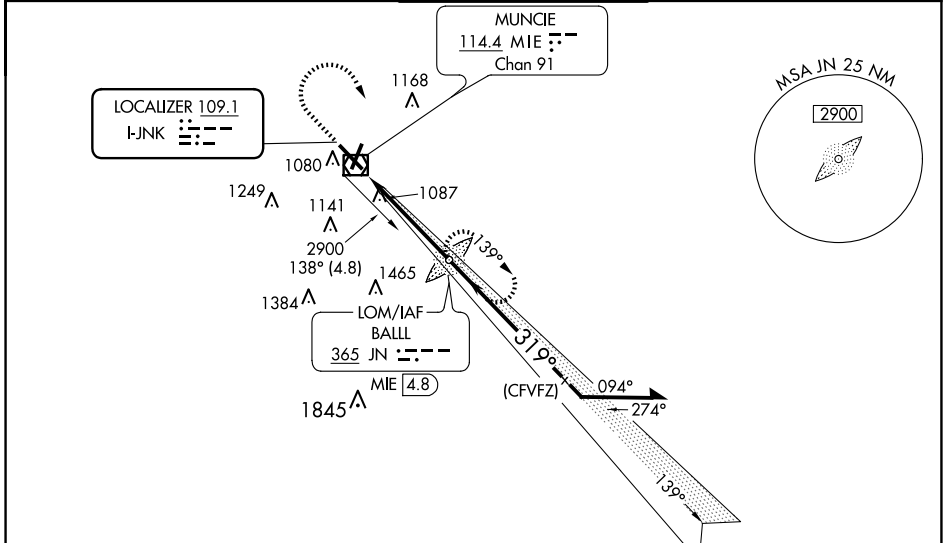 MUNCIE
114.4 MIE
Chan 91
MSA JN 25 NM
2900
LOCALIZER 109.1
I-JNK
1168
1080
1087
1249
1141
2900
138° (4.8)
139°
1465
1384
LOM/IAF
BALLL
365 JN
MIE 4.8
1845
319°
(CFVFZ)
094°
274°
139°